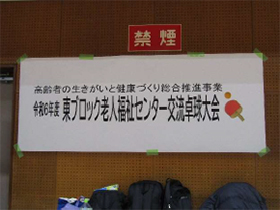 禁煙
高齢者の生きがいと健康づくり総合推進事業
令和6年度 東ブロック老人福祉センター交流卓球大会